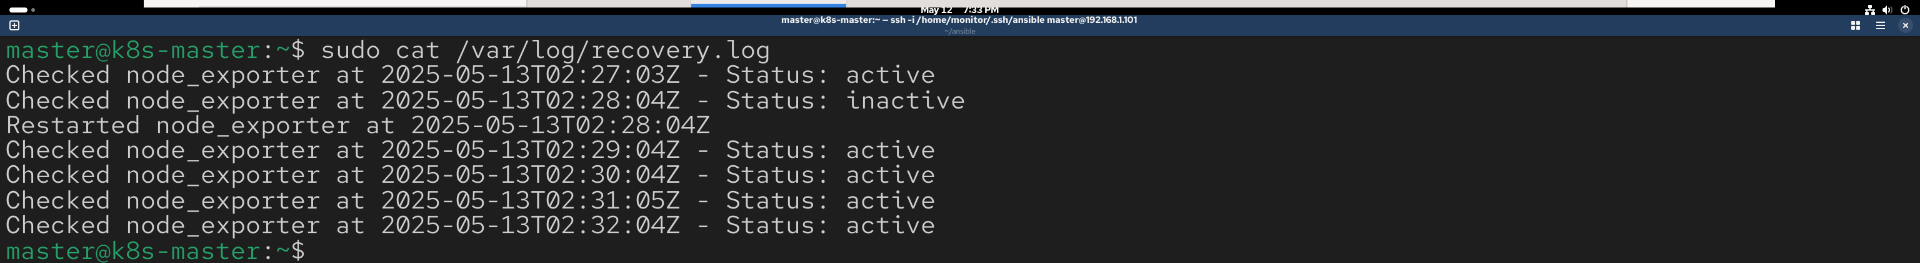 May 12 7:33 PM
master@k8s-master:~ — ssh -i /home/monitor/.ssh/ansible master@192.168.1.101
~/ansible
master@k8s-master:~$ sudo cat /var/log/recovery.log
Checked node_exporter at 2025-05-13T02:27:03Z - Status: active
Checked node_exporter at 2025-05-13T02:28:04Z - Status: inactive
Restarted node_exporter at 2025-05-13T02:28:04Z
Checked node_exporter at 2025-05-13T02:29:04Z - Status: active
Checked node_exporter at 2025-05-13T02:30:04Z - Status: active
Checked node_exporter at 2025-05-13T02:31:05Z - Status: active
Checked node_exporter at 2025-05-13T02:32:04Z - Status: active
master@k8s-master:~$